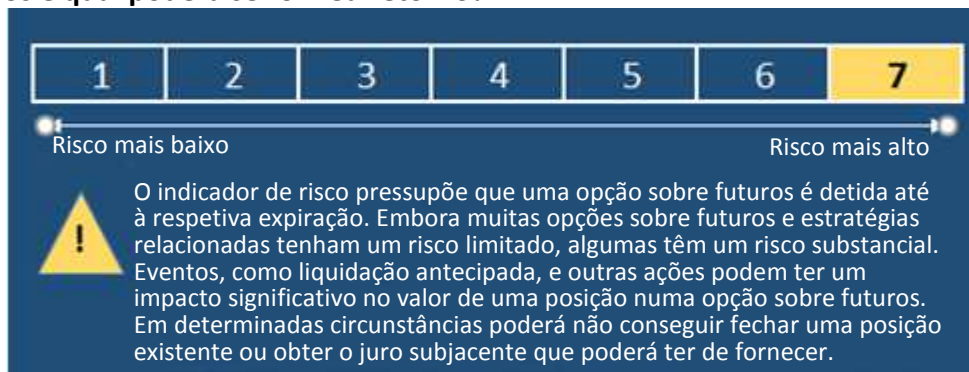 1 2 3 4 5 6 7
Risco mais baixo Risco mais alto
O indicador de risco pressupõe que uma opção sobre futuros é detida até
à respetiva expiração. Embora muitas opções sobre futuros e estratégias
relacionadas tenham um risco limitado, algumas têm um risco substancial.
Eventos, como liquidação antecipada, e outras ações podem ter um
impacto significativo no valor de uma posição numa opção sobre futuros.
Em determinadas circunstâncias poderá não conseguir fechar uma posição
existente ou obter o juro subjacente que poderá ter de fornecer.